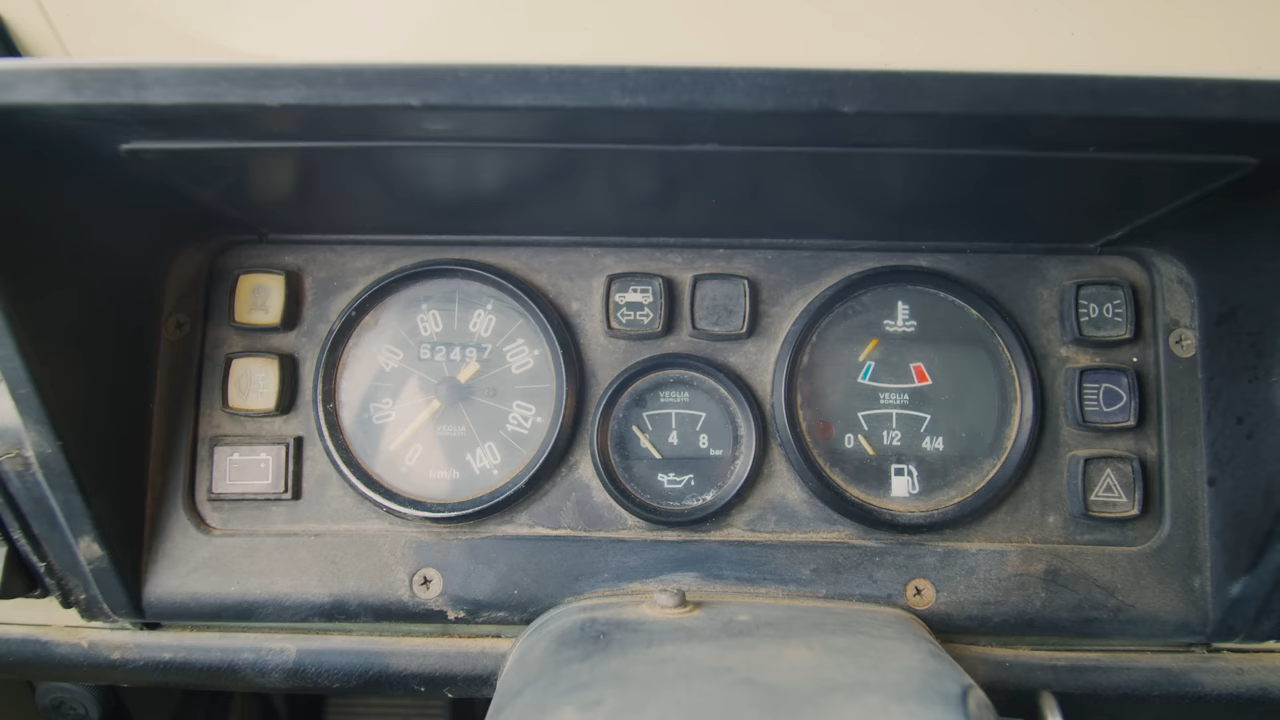 60 80
62497
40 100
20 120
VEGLIA
BORLETTI
0 140
km/h
VEGLIA
BORLETTI
4 8
bar
VEGLIA
BORLETTI
0 1/2 4/4